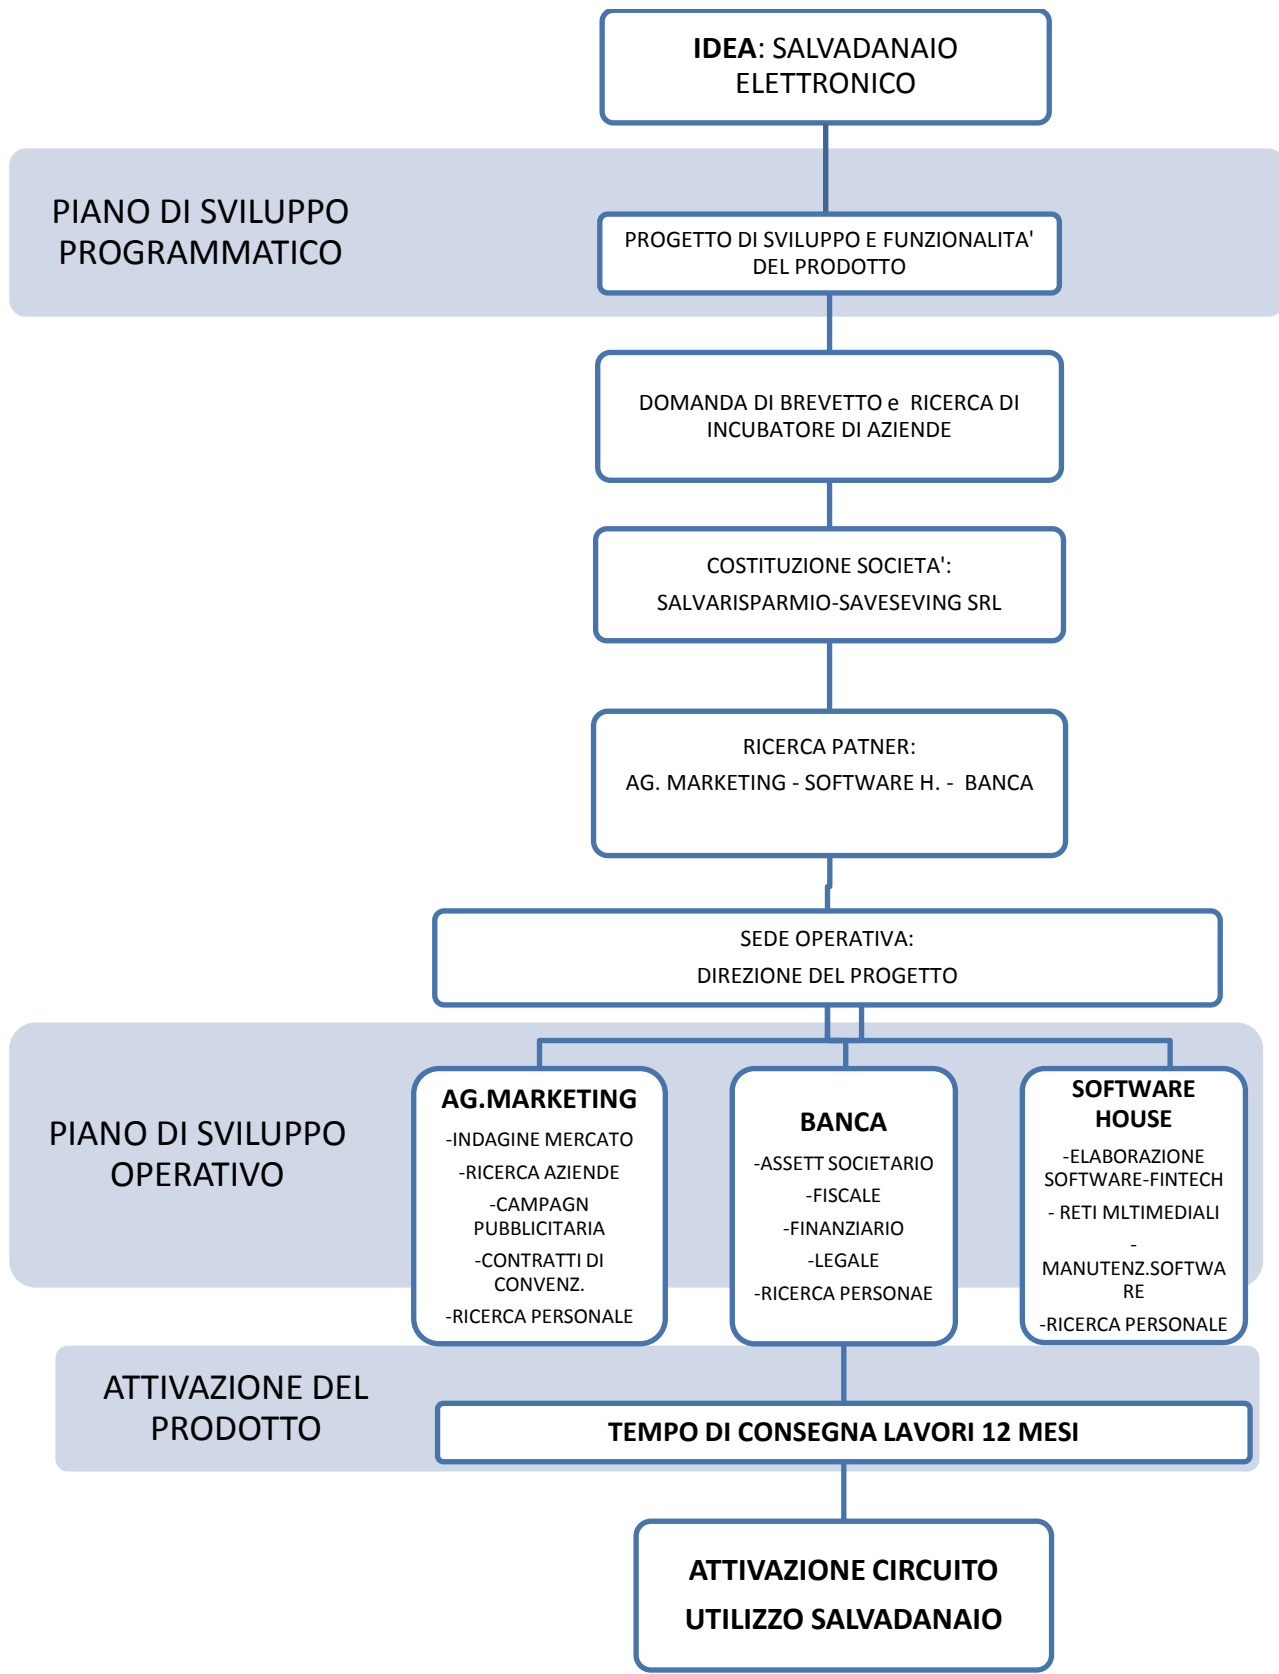 IDEA: SALVADANAIO
ELETTRONICO
PIANO DI SVILUPPO
PROGRAMMATICO
PROGETTO DI SVILUPPO E FUNZIONALITA'
DEL PRODOTTO
DOMANDA DI BREVETTO e RICERCA DI
INCUBATORE DI AZIENDE
COSTITUZIONE SOCIETA':
SALVARISPARMIO-SAVESEVING SRL
RICERCA PATNER:
AG. MARKETING - SOFTWARE H. - BANCA
SEDE OPERATIVA:
DIREZIONE DEL PROGETTO
PIANO DI SVILUPPO
OPERATIVO
AG.MARKETING
-INDAGINE MERCATO
-RICERCA AZIENDE
-CAMPAGN
PUBBLICITARIA
-CONTRATTI DI
CONVENZ.
-RICERCA PERSONALE
BANCA
-ASSETT SOCIETARIO
-FISCALE
-FINANZIARIO
-LEGALE
-RICERCA PERSONAE
SOFTWARE
HOUSE
-ELABORAZIONE
SOFTWARE-FINTECH
- RETI MLTIMEDIALI
-
MANUTENZ.SOFTWA
RE
-RICERCA PERSONALE
ATTIVAZIONE DEL
PRODOTTO
TEMPO DI CONSEGNA LAVORI 12 MESI
ATTIVAZIONE CIRCUITO
UTILIZZO SALVADANAIO